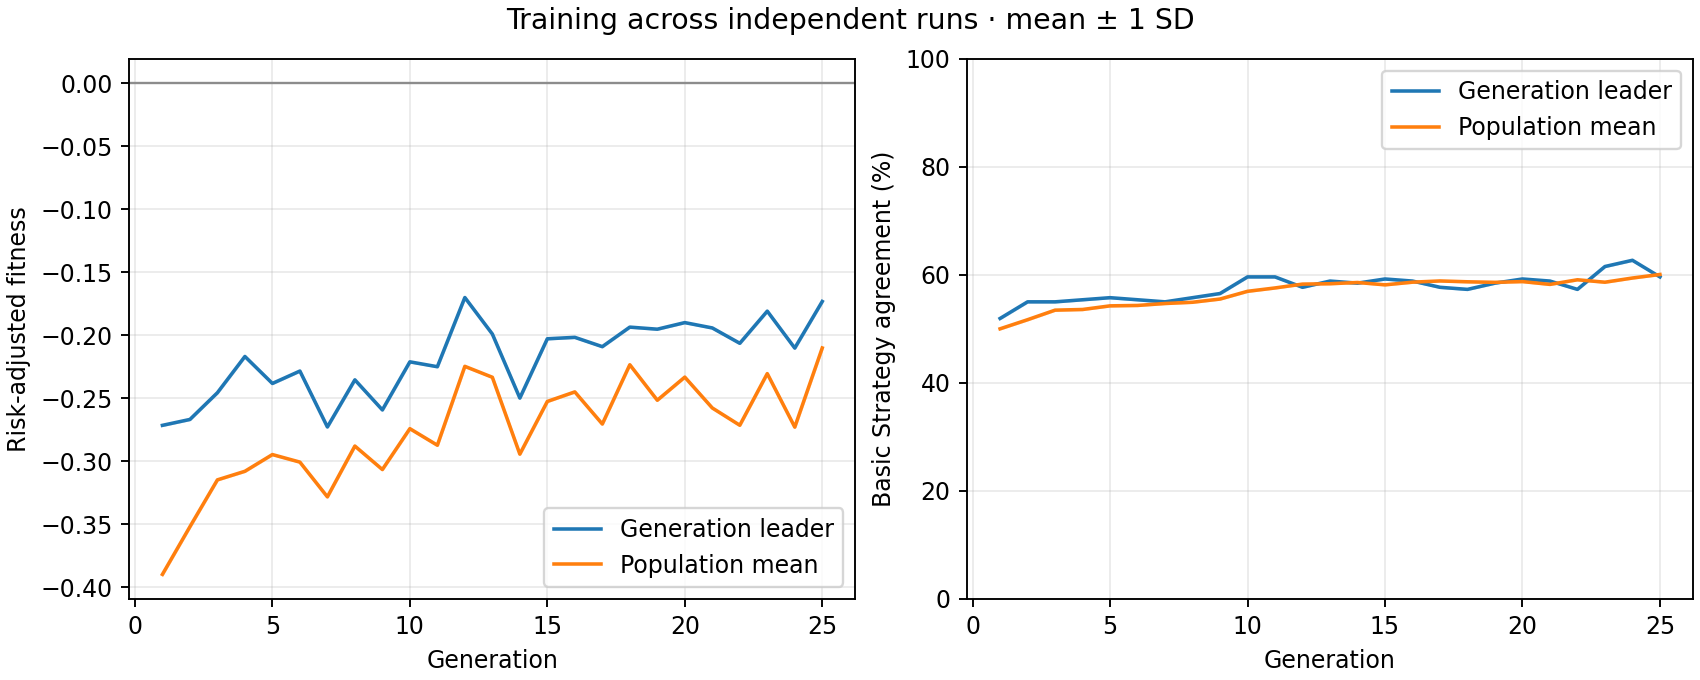 Training across independent runs · mean ± 1 SD
Risk-adjusted fitness
0.00
−0.05
−0.10
−0.15
−0.20
−0.25
−0.30
−0.35
−0.40
Generation leader
Population mean
0 5 10 15 20 25
Generation
Basic Strategy agreement (%)
100
80
60
40
20
0
Generation leader
Population mean
0 5 10 15 20 25
Generation